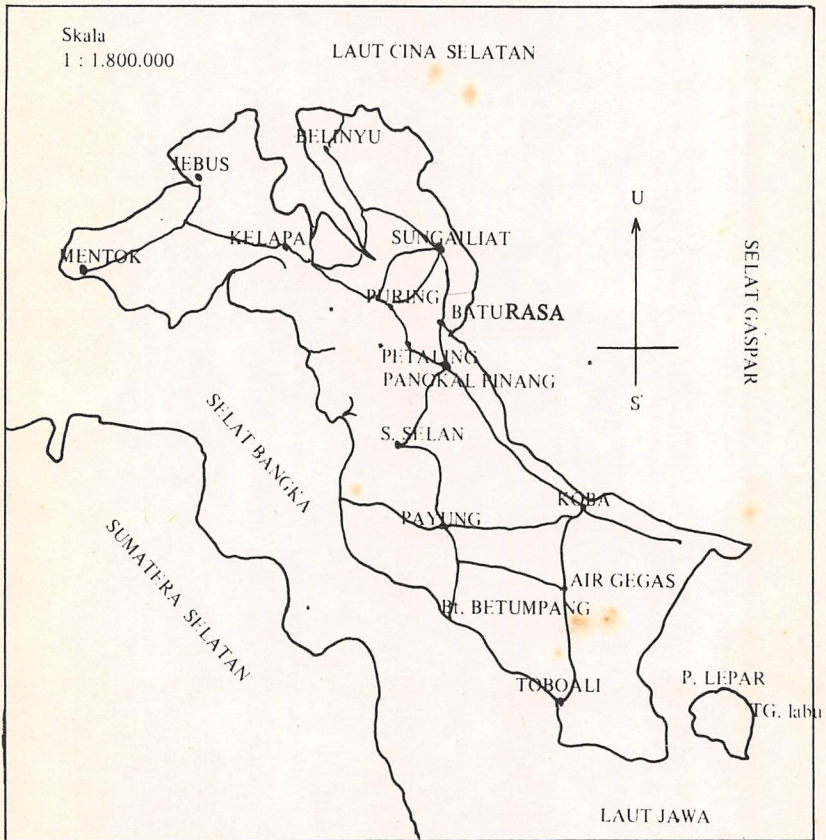 Skala
1 : 1.800.000
LAUT CINA SELATAN
BELINYU
JEBUS
U
KELAPA
SUNGAILIAT
MENTOK
SELAT GASPAR
PURING
BATURASA
PETALING
PANGKAL PINANG
S
SELAT BANGKA
S. SELAN
KOBA
PAYUNG
SUMATERA SELATAN
AIR GEGAS
Bt. BETUMPANG
P. LEPAR
TOBOALI
TG. labu
LAUT JAWA